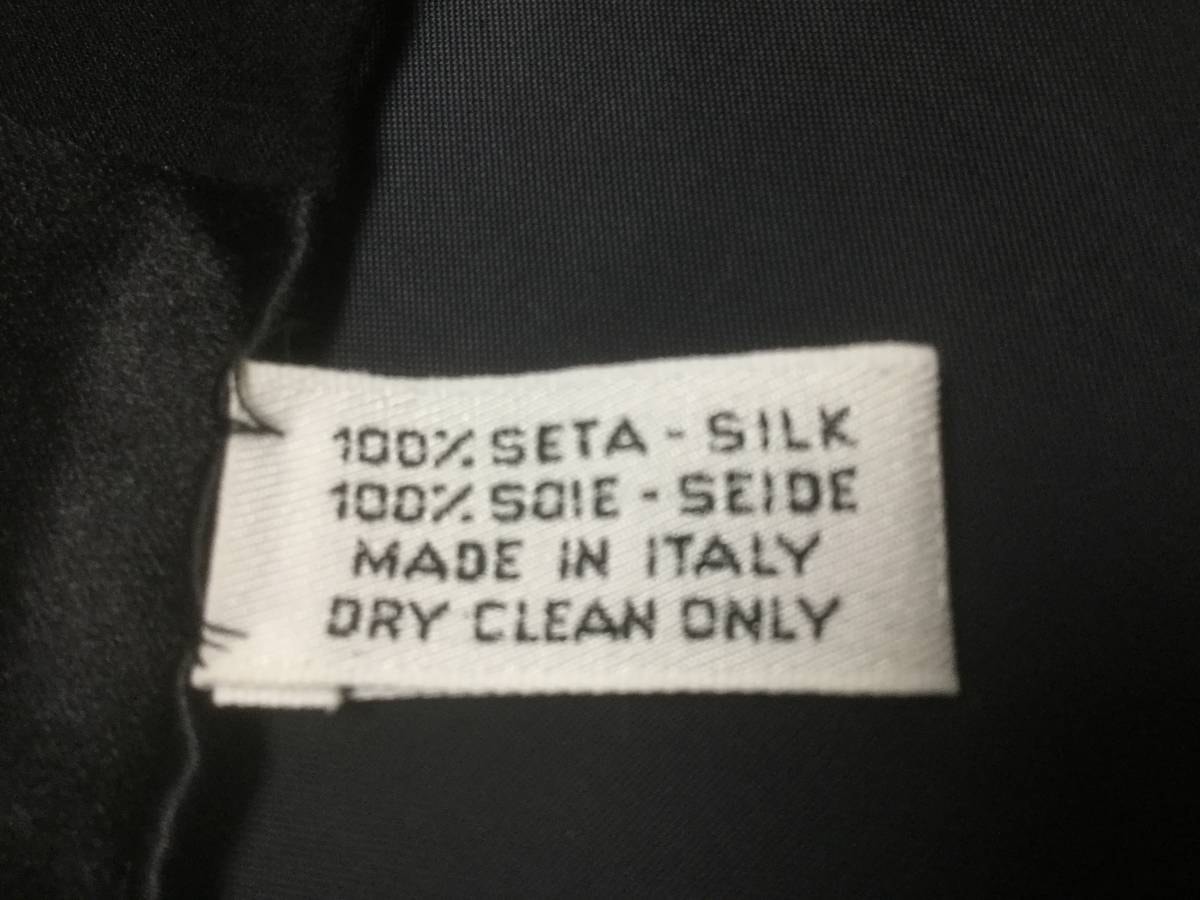 100% SETA - SILK
100% SOIE - SEIDE
MADE IN ITALY
DRY CLEAN ONLY